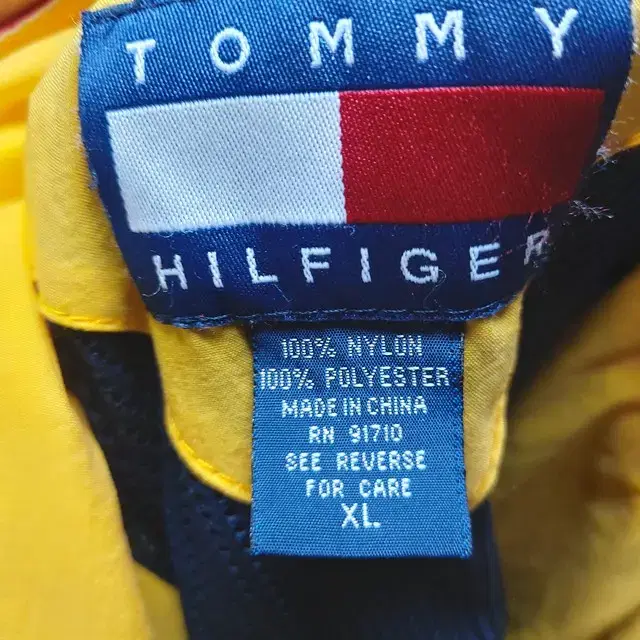 TOMMY
HILFIGER
100% NYLON
100% POLYESTER
MADE IN CHINA
RN 91710
SEE REVERSE
FOR CARE
XL